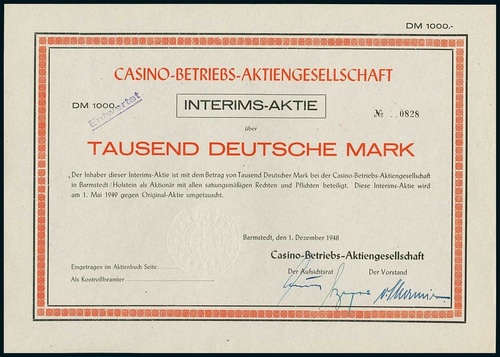 DM 1000.-
CASINO-BETRIEBS-AKTIENGESELLSCHAFT
DM 1000.-
Entwertet
INTERIMS-AKTIE
№ 0828
über
TAUSEND DEUTSCHE MARK
Der Inhaber dieser Interims-Aktie ist mit dem Betrag von Tausend Deutscher Mark bei der Casino-Betriebs-Aktiengesellschaft
in Barmstedt/Holstein als Aktionär mit allen satzungsmäßigen Rechten und Pflichten beteiligt. Diese Interims-Aktie wird
am 1. Mai 1949 gegen Original-Aktie umgetauscht.
Barmstedt, den 1. Dezember 1948
Casino-Betriebs-Aktiengesellschaft
Eingetragen im Aktienbuch Seite
Der Aufsichtsrat Der Vorstand
Als Kontrollbeamter